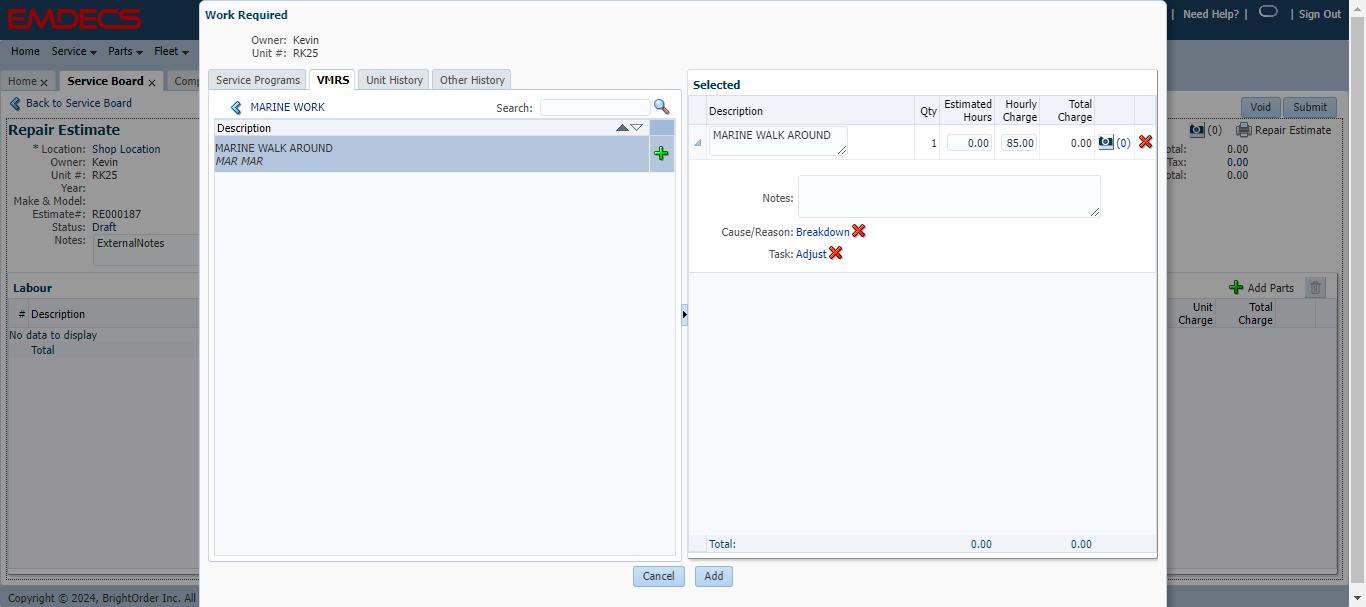 EMDECS
| Need Help? | | Sign Out
Home Service Parts Fleet
Home Service Board
Back to Service Board
Void Submit
Repair Estimate
(0) Repair Estimate
* Location: Shop Location
Owner: Kevin
Unit #: RK25
Year:
Make & Model:
Estimate#: RE000187
Status: Draft
Notes: ExternalNotes
0.00
Tax: 0.00
0.00
Labour
# Description
No data to display
Total
Add Parts
Unit Charge Total Charge
Work Required
Owner: Kevin
Unit #: RK25
Service Programs VMRS Unit History Other History
MARINE WORK Search:
Description
MARINE WALK AROUND
MAR MAR
Selected
Description Qty Estimated Hours Hourly Charge Total Charge
MARINE WALK AROUND 1 0.00 85.00 0.00 (0)
Notes:
Cause/Reason: Breakdown
Task: Adjust
Total: 0.00 0.00
Cancel Add
Copyright © 2024, BrightOrder Inc. All